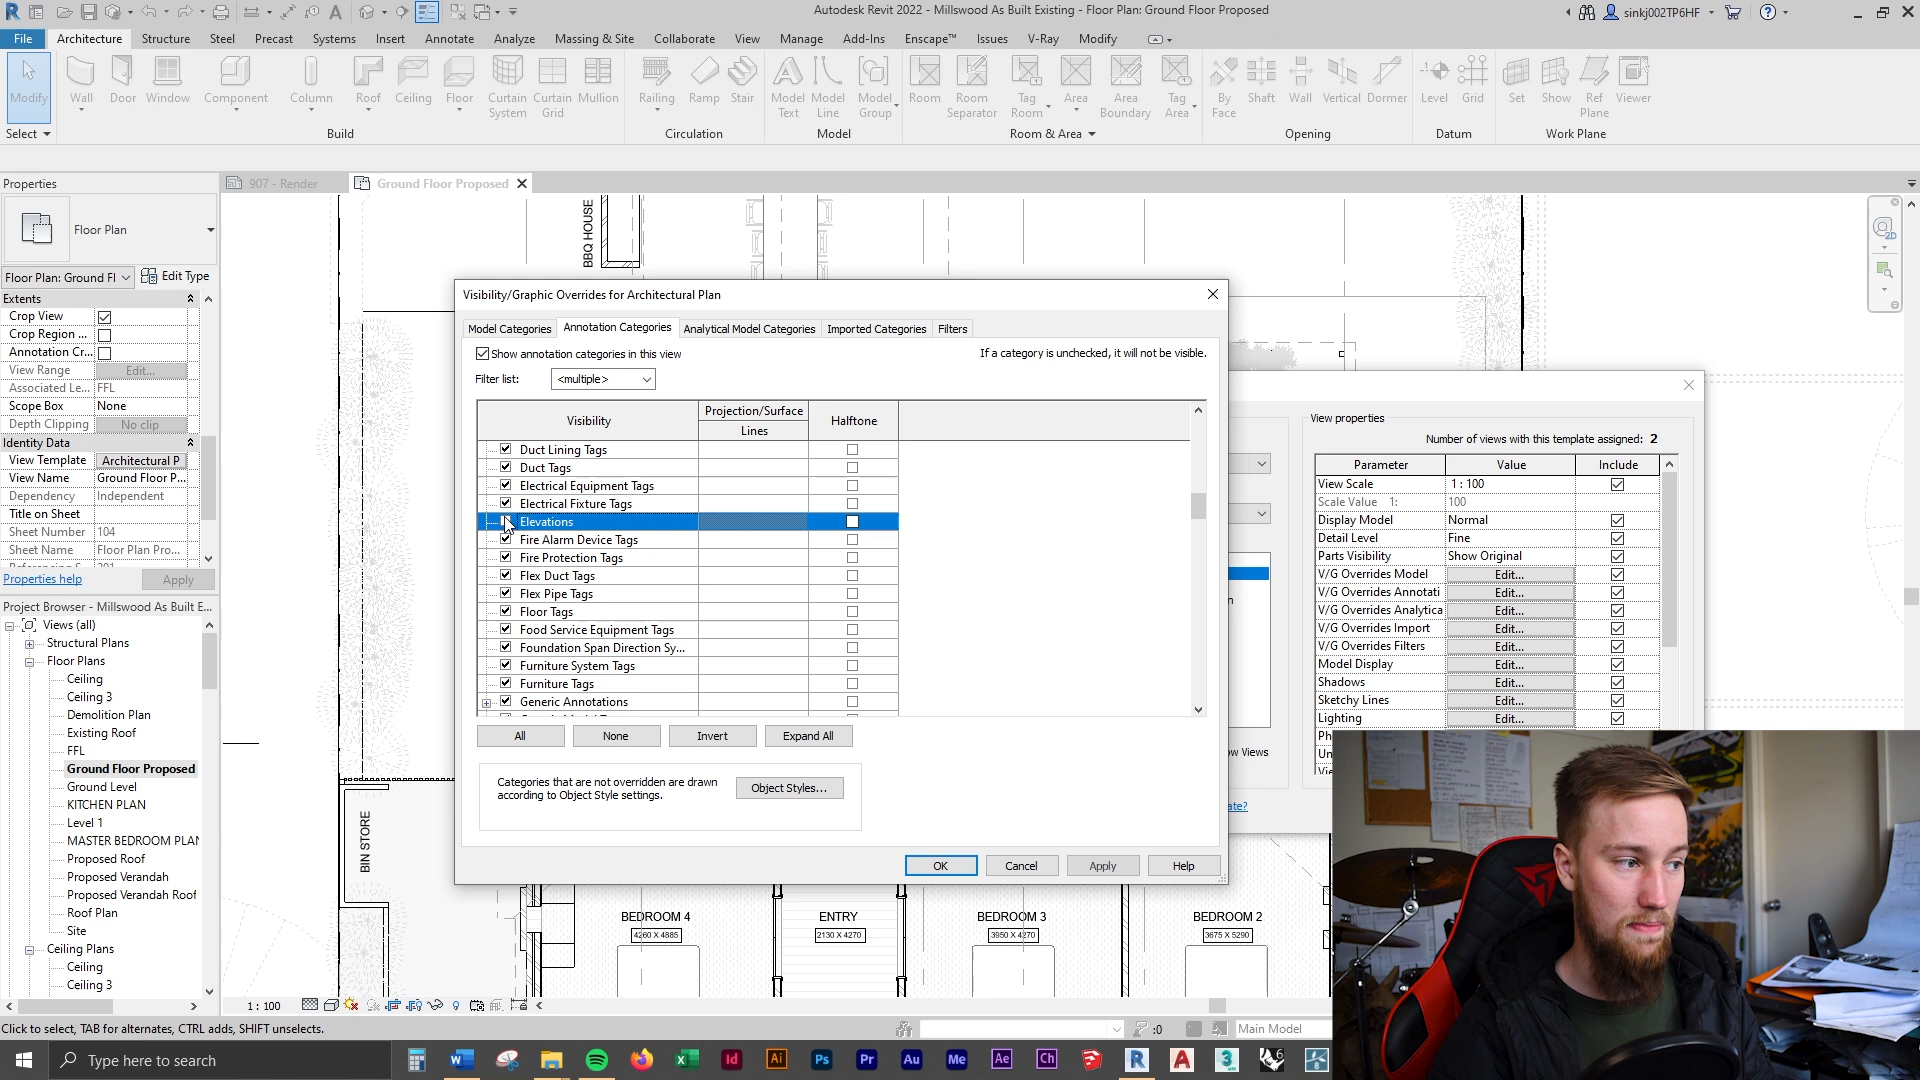 Autodesk Revit 2022 - Millswood As Built Existing - Floor Plan: Ground Floor Proposed
sinkj002TP6HF
File Architecture Structure Steel Precast Systems Insert Annotate Analyze Massing & Site Collaborate View Manage Add-Ins Enscape™ Issues V-Ray Modify
Modify Wall Door Window Component Column Roof Ceiling Floor Curtain System Curtain Grid Mullion Railing Ramp Stair Model Text Model Line Model Group Room Room Separator Tag Room Area Area Boundary Tag Area By Face Shaft Wall Vertical Dormer Level Grid Set Show Ref Plane Viewer
Select Build Circulation Model Room & Area Opening Datum Work Plane
Properties
907 - Render
Ground Floor Proposed
Floor Plan
Floor Plan: Ground Fl
Edit Type
Extents
Crop View
Crop Region ...
Annotation Cr...
View Range Edit...
Associated Le... FFL
Scope Box None
Depth Clipping No clip
Identity Data
View Template Architectural P
View Name Ground Floor P...
Dependency Independent
Title on Sheet
Sheet Number 104
Sheet Name Floor Plan Pro...
Properties help
Apply
Project Browser - Millswood As Built E...
Views (all)
Structural Plans
Floor Plans
Ceiling
Ceiling 3
Demolition Plan
Existing Roof
FFL
Ground Floor Proposed
Ground Level
KITCHEN PLAN
Level 1
MASTER BEDROOM PLAN
Proposed Roof
Proposed Verandah
Proposed Verandah Roof
Roof Plan
Site
Ceiling Plans
Ceiling
Ceiling 3
BBQ HOUSE
BIN STORE
Visibility/Graphic Overrides for Architectural Plan
Model Categories Annotation Categories Analytical Model Categories Imported Categories Filters
Show annotation categories in this view
If a category is unchecked, it will not be visible.
Filter list: <multiple>
Visibility Projection/Surface Halftone
Lines
Duct Lining Tags
Duct Tags
Electrical Equipment Tags
Electrical Fixture Tags
Elevations
Fire Alarm Device Tags
Fire Protection Tags
Flex Duct Tags
Flex Pipe Tags
Floor Tags
Food Service Equipment Tags
Foundation Span Direction Sy...
Furniture System Tags
Furniture Tags
Generic Annotations
All None Invert Expand All
Categories that are not overridden are drawn
according to Object Style settings.
Object Styles...
OK Cancel Apply Help
View properties
Number of views with this template assigned: 2
Parameter Value Include
View Scale 1 : 100
Scale Value 1: 100
Display Model Normal
Detail Level Fine
Parts Visibility Show Original
V/G Overrides Model Edit...
V/G Overrides Annotati Edit...
V/G Overrides Analytica Edit...
V/G Overrides Import Edit...
V/G Overrides Filters Edit...
Model Display Edit...
Shadows Edit...
Sketchy Lines Edit...
Lighting Edit...
ow Views
ate?
BEDROOM 4
4260 X 4885
ENTRY
2130 X 4270
BEDROOM 3
3950 X 4270
BEDROOM 2
3675 X 5290
1 : 100
Click to select, TAB for alternates, CTRL adds, SHIFT unselects.
:0
Main Model
Type here to search